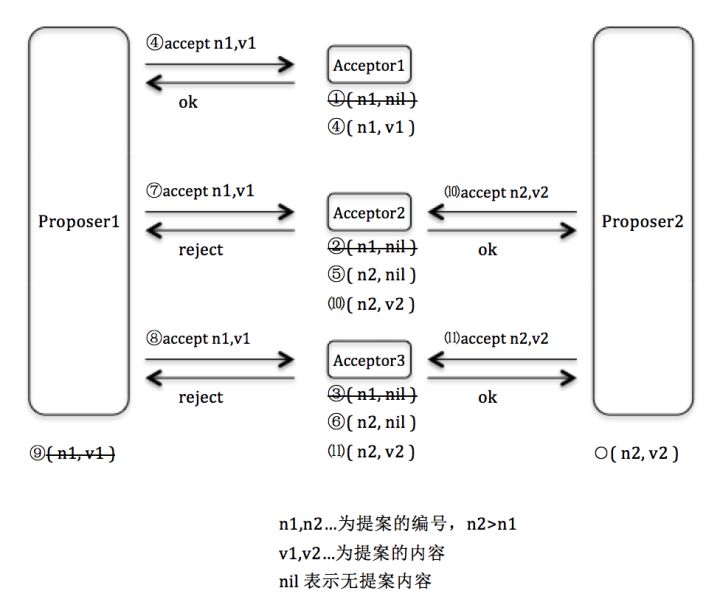 ④accept n1,v1
Acceptor1
ok
①( n1, nil )
④( n1, v1 )
⑦accept n1,v1
⑽accept n2,v2
Proposer1
Acceptor2
Proposer2
reject
②( n1, nil )
ok
⑤( n2, nil )
⑽( n2, v2 )
⑧accept n1,v1
⑾accept n2,v2
Acceptor3
reject
③( n1, nil )
ok
⑥( n2, nil )
⑾( n2, v2 )
⑨( n1, v1 )
○( n2, v2 )
n1,n2...为提案的编号，n2>n1
v1,v2...为提案的内容
nil 表示无提案内容